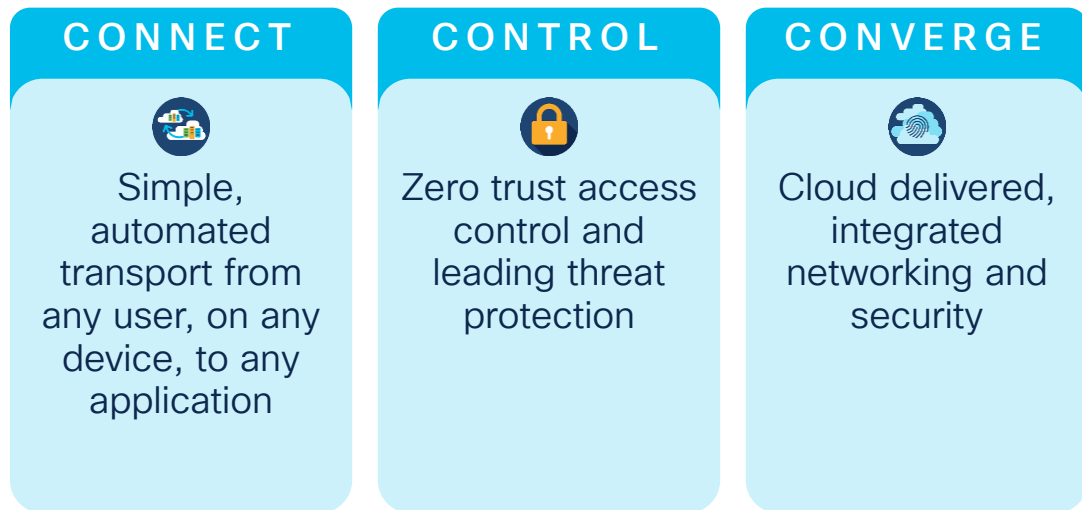 CONNECT
Simple,
automated
transport from
any user, on any
device, to any
application
CONTROL
Zero trust access
control and
leading threat
protection
CONVERGE
Cloud delivered,
integrated
networking and
security